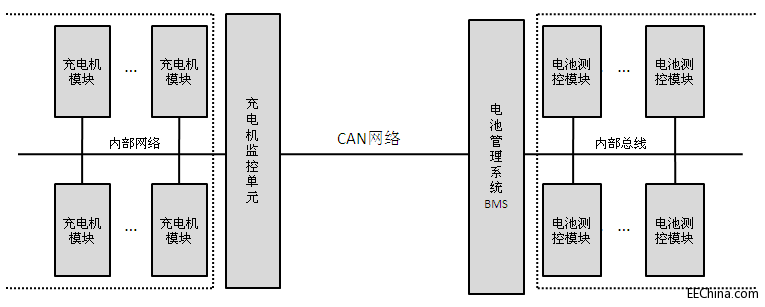 充电机
模块
...
充电机
模块
充电机监控单元
电池管理系统
BMS
电池测
控模块
...
电池测
控模块
内部网络
CAN网络
内部总线
充电机
模块
...
充电机
模块
电池测
控模块
...
电池测
控模块
EEChina.com